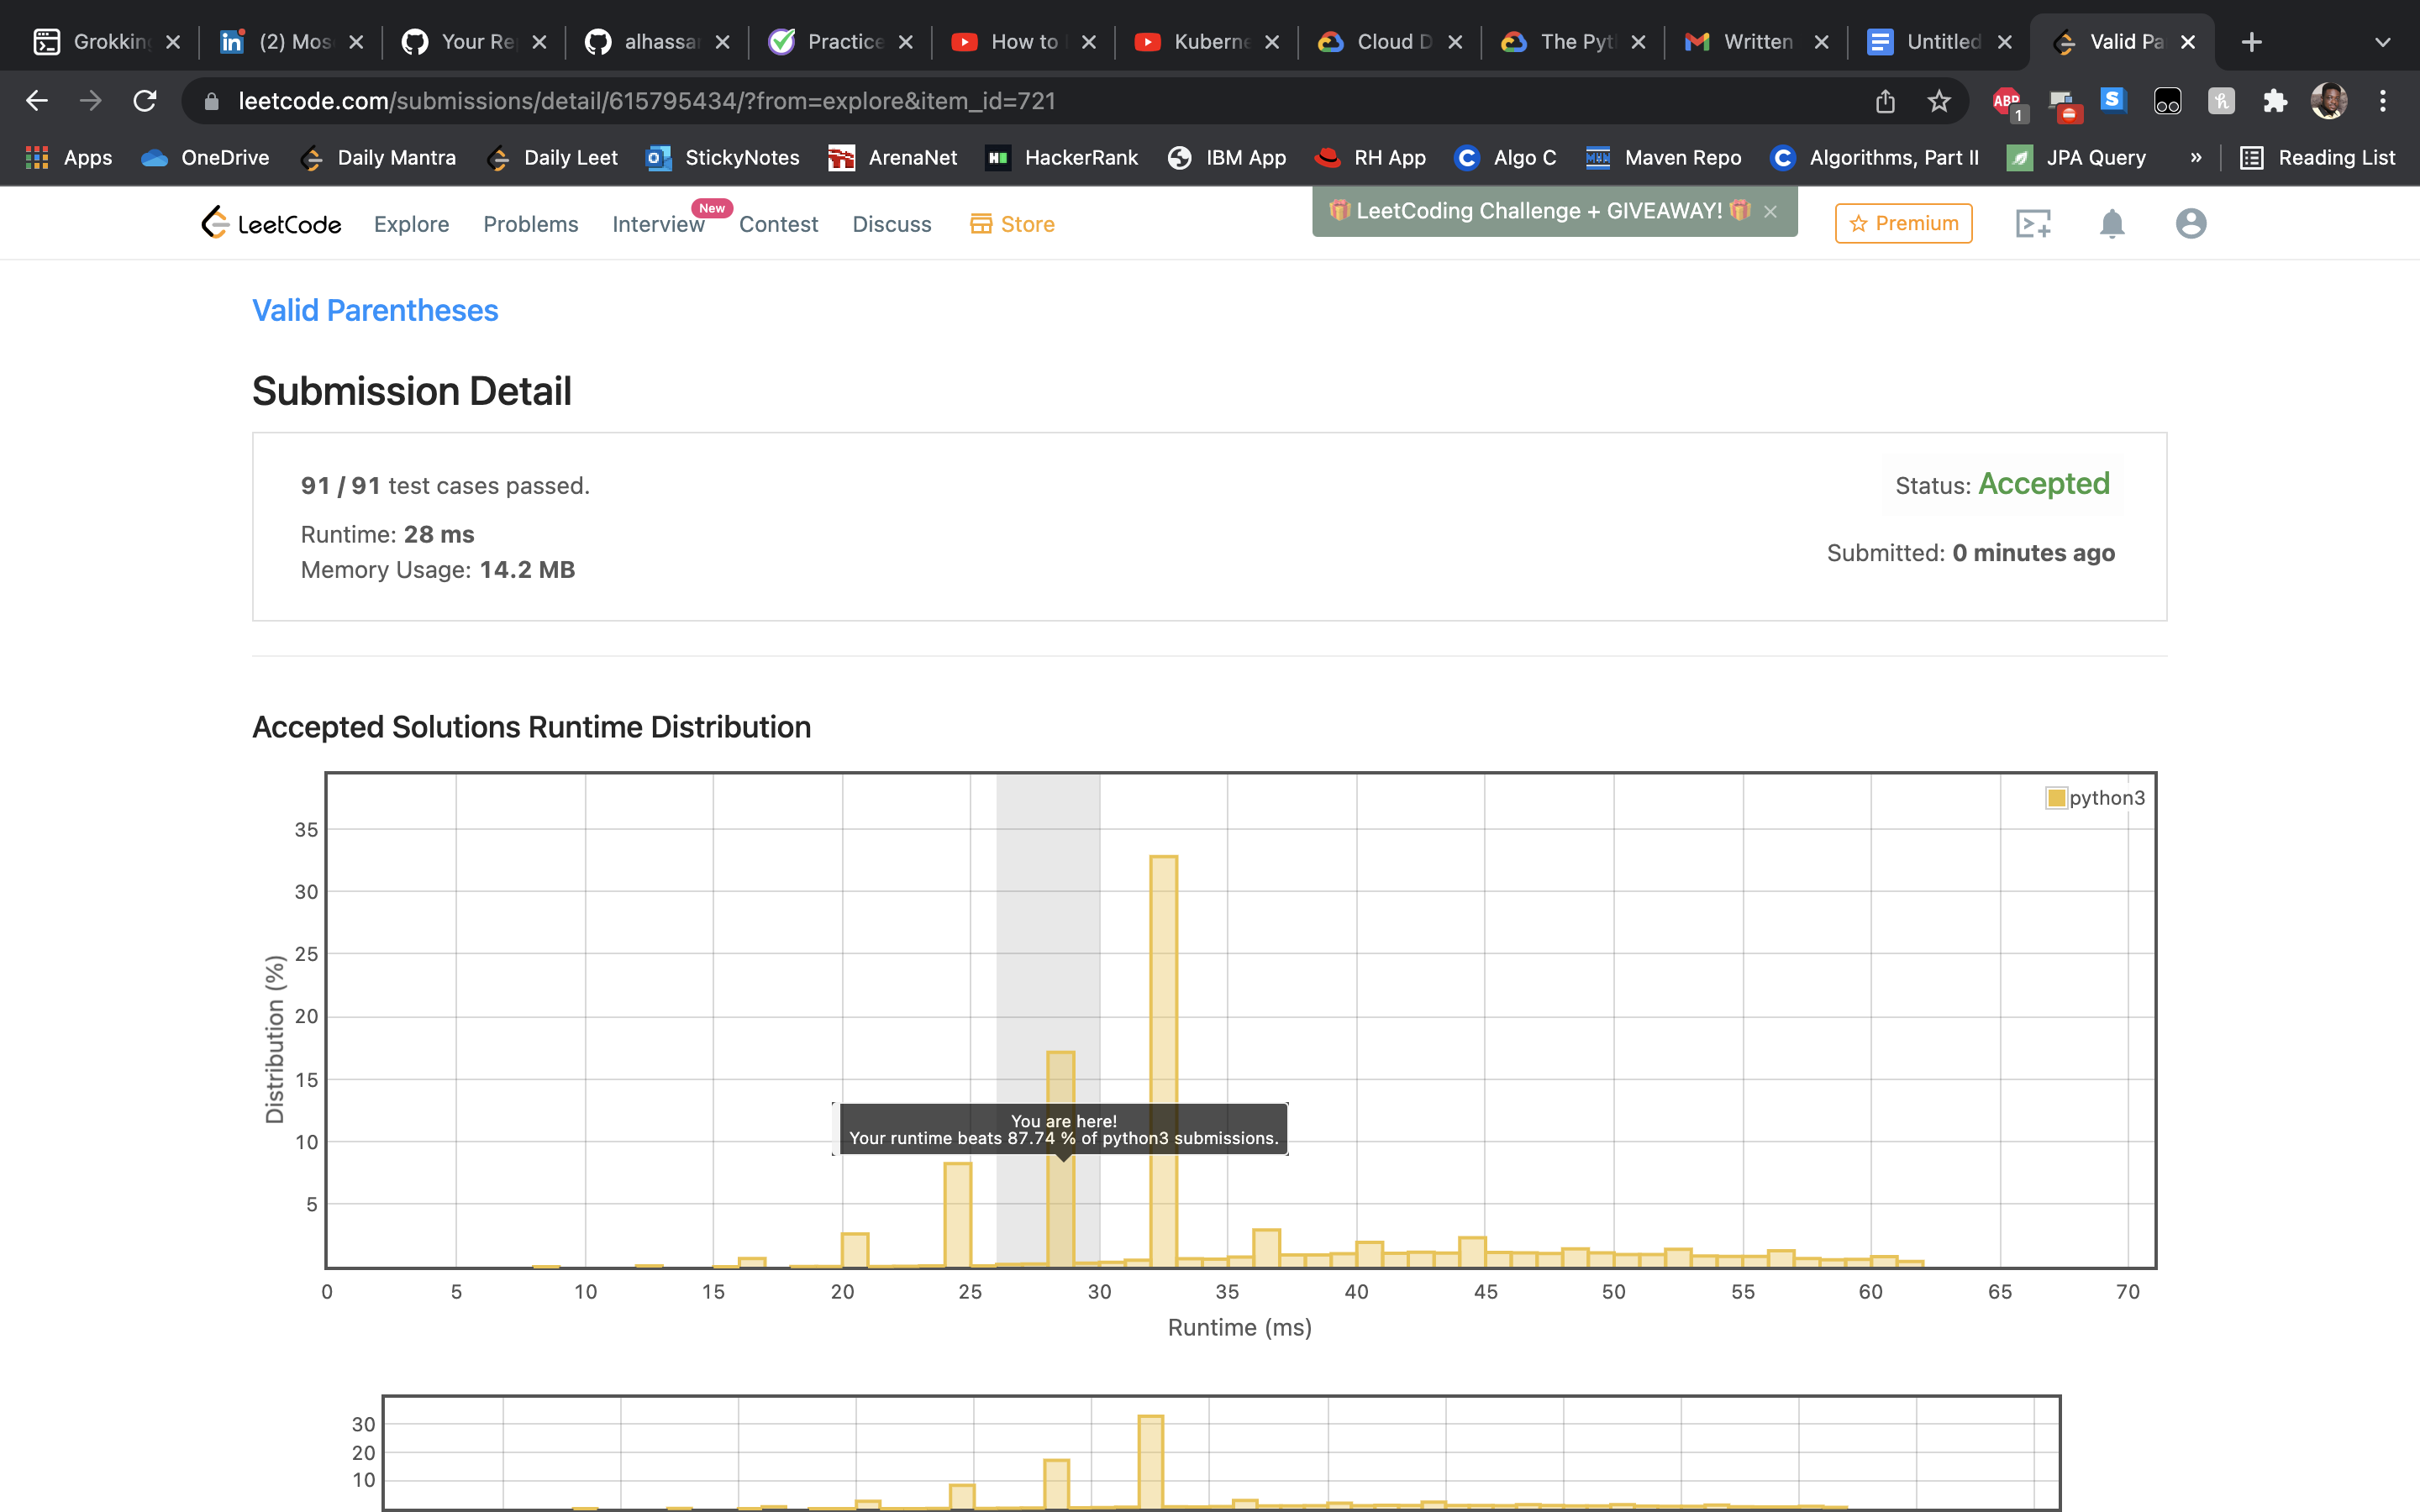 Grokking
(2) Mos
Your Re
alhassan
Practice
How to
Kuberne
Cloud D
The Pyt
Written
Untitled
Valid Pa
leetcode.com/submissions/detail/615795434/?from=explore&item_id=721
ABP
1
Apps
OneDrive
Daily Mantra
Daily Leet
StickyNotes
ArenaNet
HackerRank
IBM App
RH App
Algo C
Maven Repo
Algorithms, Part II
JPA Query
»
Reading List
LeetCode
Explore
Problems
Interview
New
Contest
Discuss
Store
🎁 LeetCoding Challenge + GIVEAWAY! 🎁 ×
Premium
Valid Parentheses
Submission Detail
91 / 91 test cases passed.
Status: Accepted
Runtime: 28 ms
Submitted: 0 minutes ago
Memory Usage: 14.2 MB
Accepted Solutions Runtime Distribution
python3
35
30
25
20
15
10
5
Distribution (%)
You are here!
Your runtime beats 87.74 % of python3 submissions.
0 5 10 15 20 25 30 35 40 45 50 55 60 65 70
Runtime (ms)
30
20
10